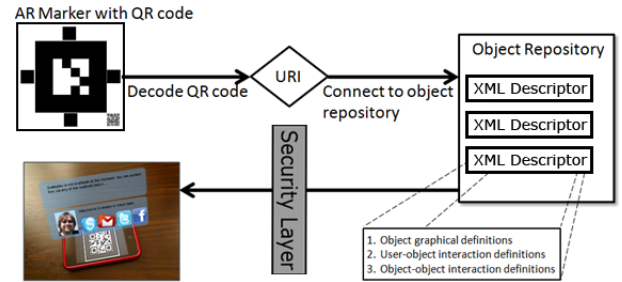 AR Marker with QR code
Decode QR code
URI
Connect to object
repository
Object Repository
XML Descriptor
XML Descriptor
XML Descriptor
Security Layer
1. Object graphical definitions
2. User-object interaction definitions
3. Object-object interaction definitions